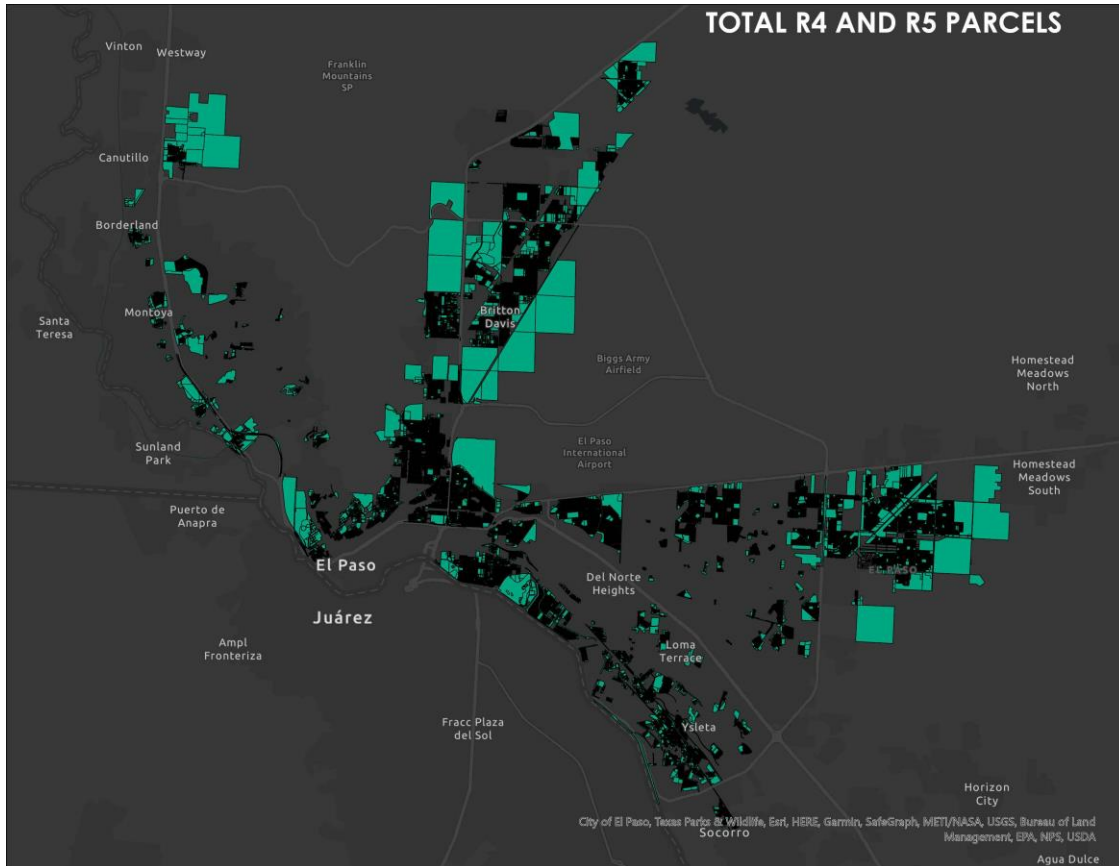 TOTAL R4 AND R5 PARCELS
Vinton
Westway
Franklin
Mountains
SP
Canutillo
Borderland
Santa
Teresa
Montoya
Britton
Davis
Biggs Army
Airfield
Homestead
Meadows
North
Sunland
Park
El Paso
International
Airport
Homestead
Meadows
South
Puerto de
Anapra
El Paso
Del Norte
Heights
EL PASO
Juárez
Ampl
Fronteriza
Loma
Terrace
Fracc Plaza
del Sol
Ysleta
Horizon
City
City of El Paso, Texas Parks & Wildlife, Esri, HERE, Garmin, SafeGraph, METI/NASA, USGS, Bureau of Land
Management, EPA, NPS, USDA
Socorro
Agua Dulce